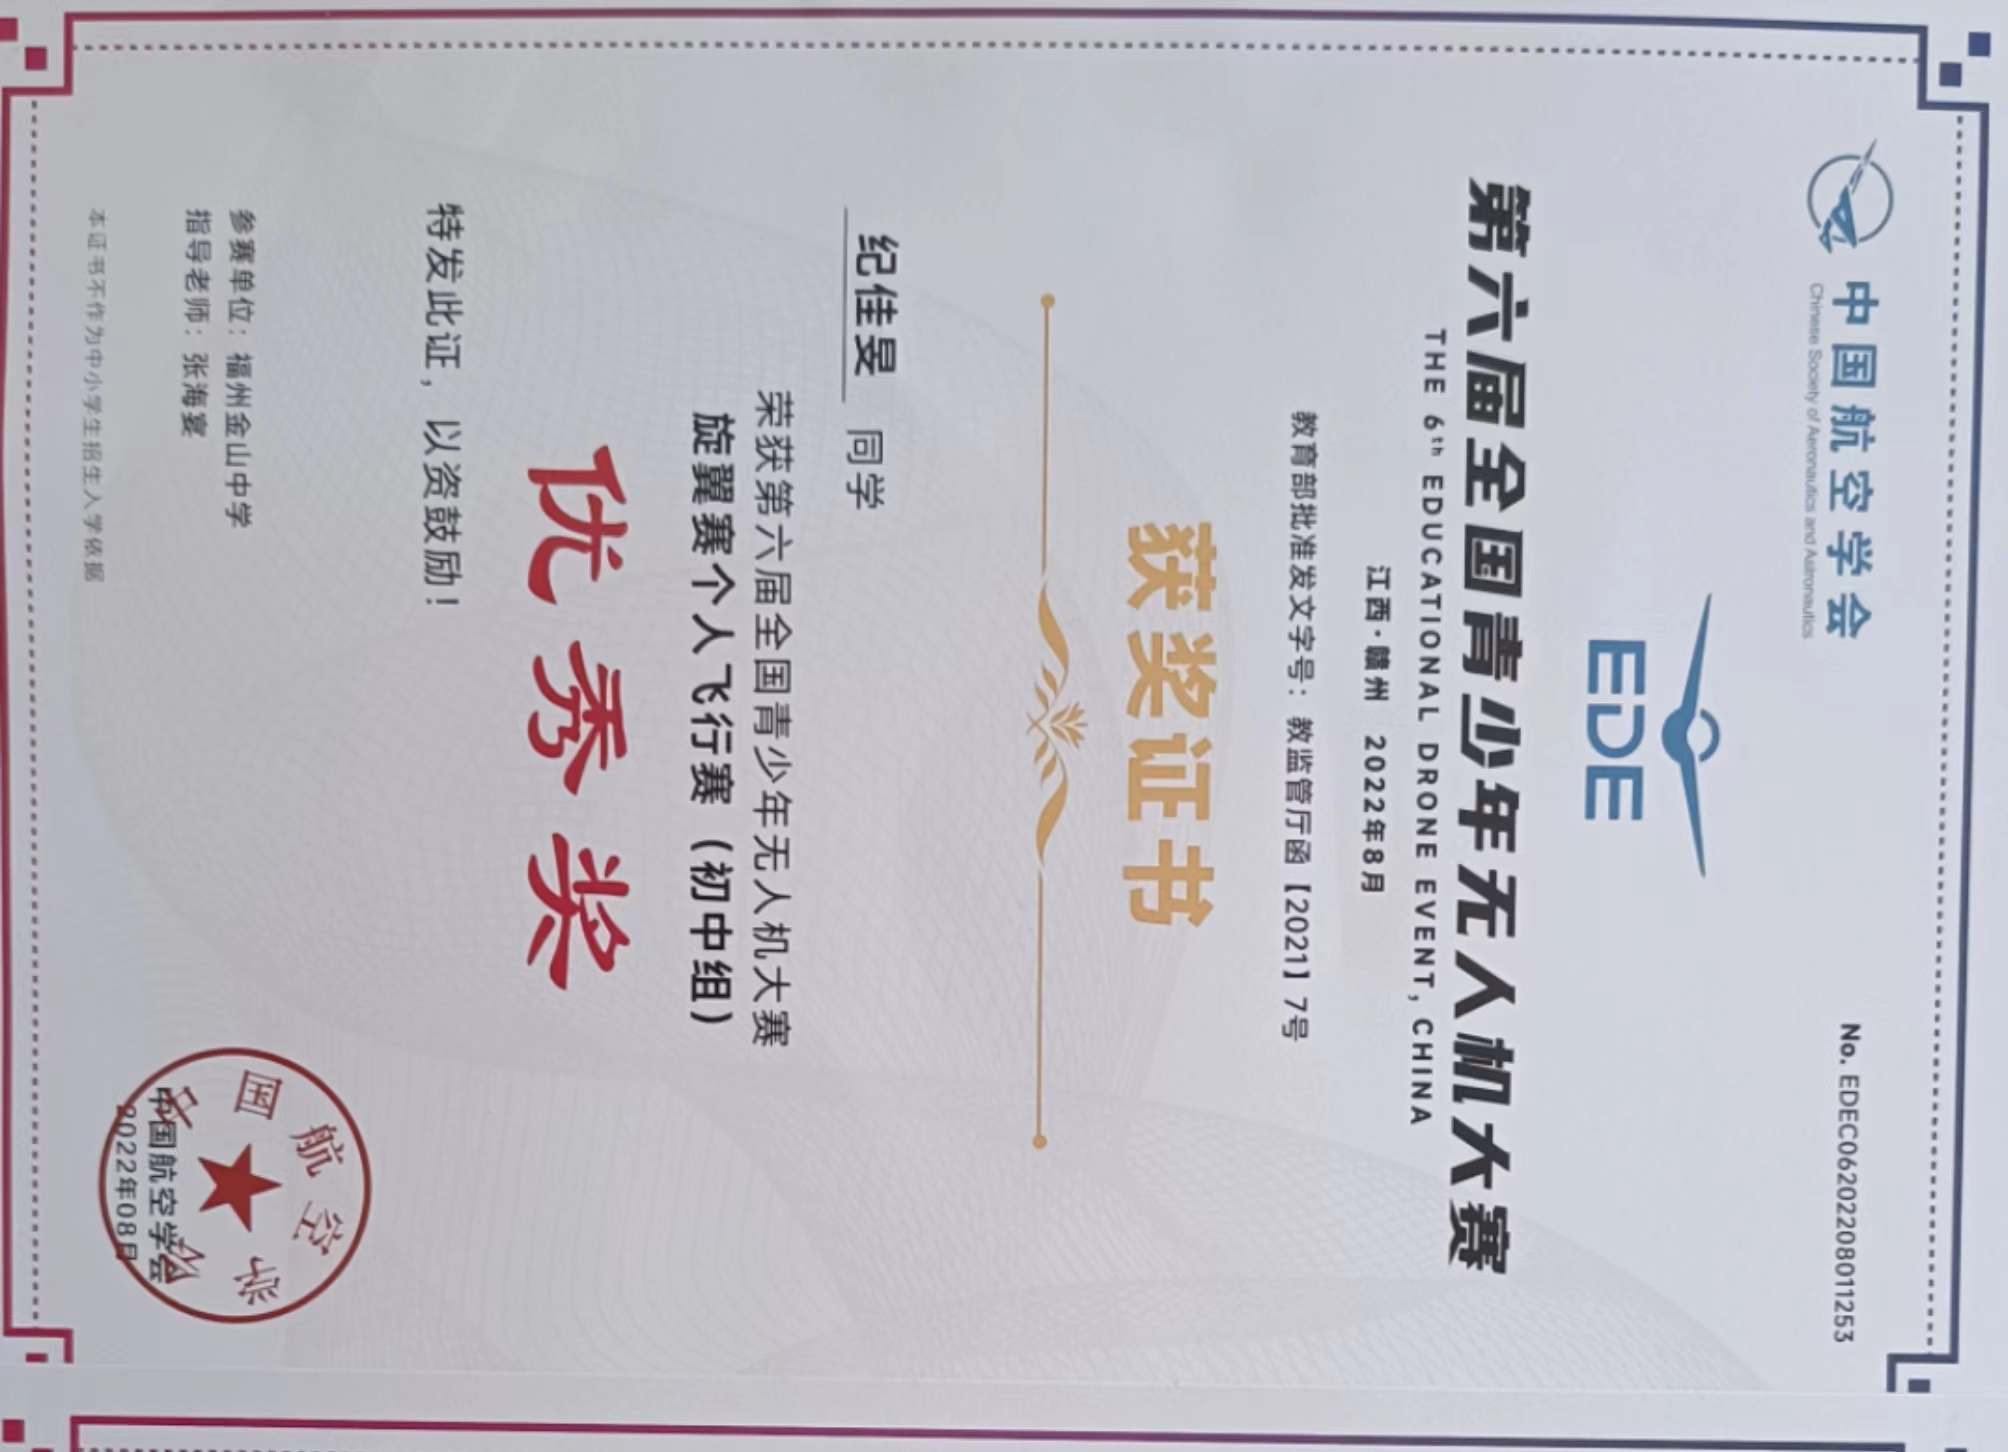 中国航空学会
Chinese Society of Aeronautics and Astronautics
No. EDEC06202208011253
EDE
第六届全国青少年无人机大赛
THE 6th EDUCATIONAL DRONE EVENT, CHINA
江西·赣州 2022年8月
教育部批准发文字号：教监管厅函【2021】7号
获奖证书
纪佳旻 同学
荣获第六届全国青少年无人机大赛
旋翼赛个人飞行赛（初中组）
优秀奖
特发此证，以资鼓励！
参赛单位：福州金山中学
指导老师：张海宴
本证书不作为中小学生招生入学依据
中国航空学会
中国航空学会
2022年08月